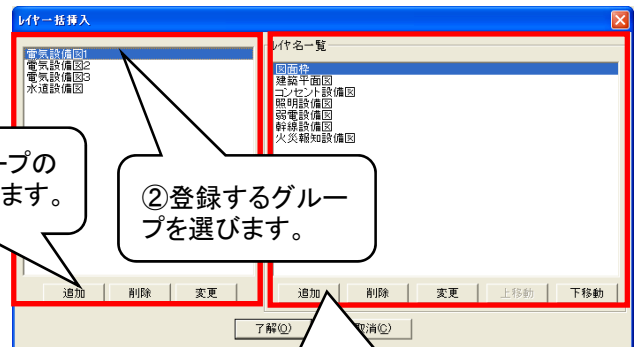 レイヤ一括挿入
電気設備図1
電気設備図2
電気設備図3
水道設備図
レイヤ名一覧
図面枠
建築平面図
コンセント設備図
照明設備図
弱電設備図
幹線設備図
火災報知設備図
ープの
ます。
②登録するグルー
プを選びます。
追加 削除 変更
追加 削除 変更 上移動 下移動
了解(O) 取消(C)